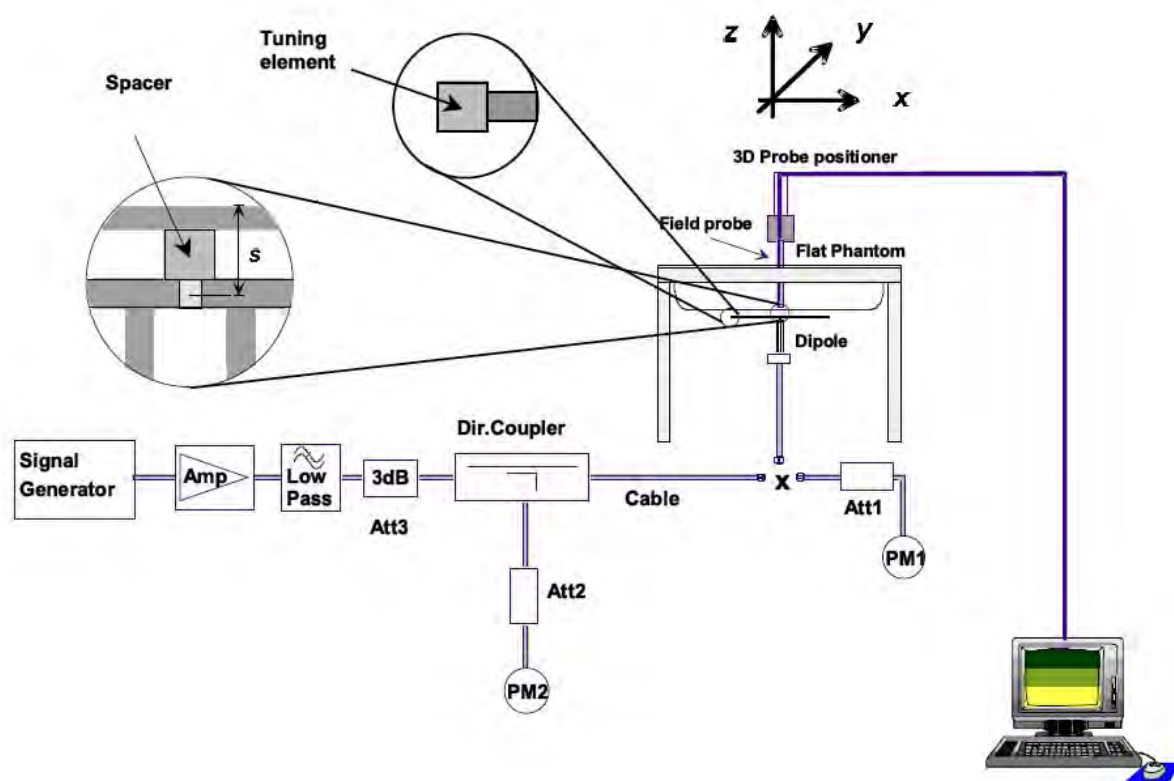 Tuning
element
Spacer
z
y
x
3D Probe positioner
Field probe
Flat Phantom
s
Dipole
Dir.Coupler
Signal
Generator
Amp
Low
Pass
3dB
Att3
Cable
x
Att1
PM1
Att2
PM2